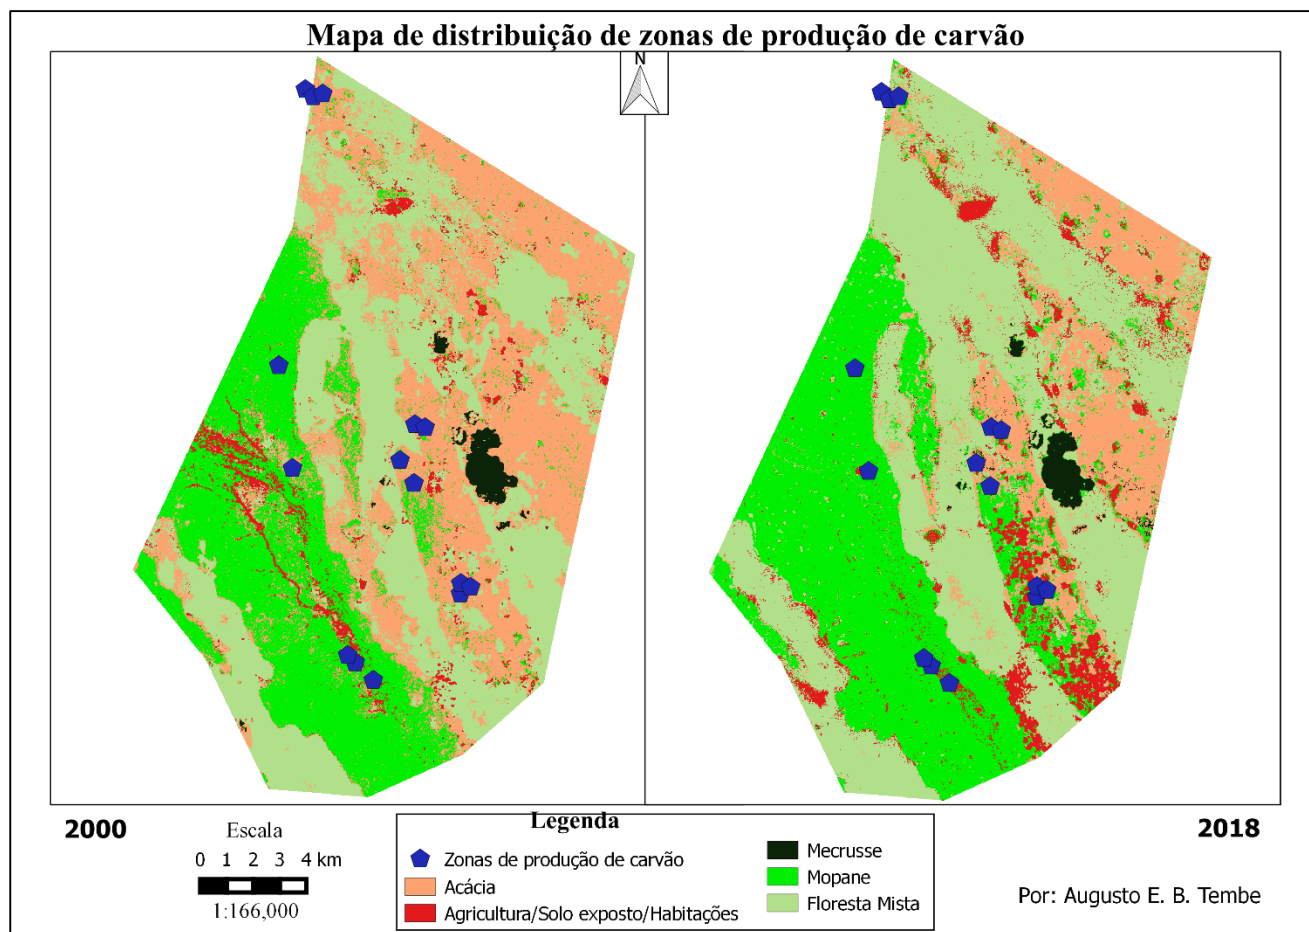 Mapa de distribuição de zonas de produção de carvão
N
2000
2018
Escala
0 1 2 3 4 km
1:166,000
Legenda
Zonas de produção de carvão
Acácia
Agricultura/Solo exposto/Habitações
Mecrusse
Mopane
Floresta Mista
Por: Augusto E. B. Tembe